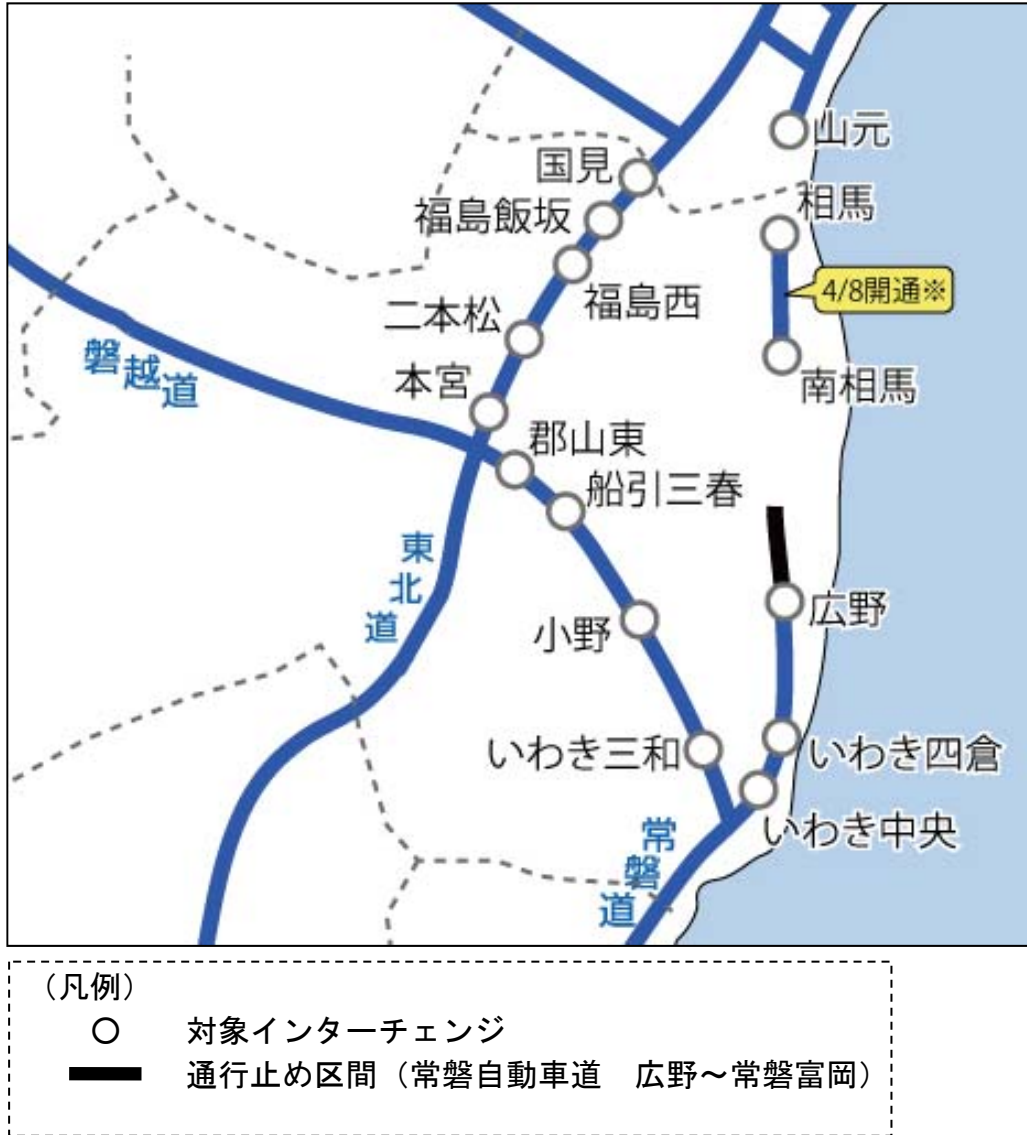 山元
国見
相馬
福島飯坂
福島西
4/8開通※
二本松
南相馬
磐越道
本宮
郡山東
船引三春
東北道
広野
小野
いわき三和
いわき四倉
いわき中央
常磐道
（凡例）
○ 対象インターチェンジ
通行止め区間（常磐自動車道　広野～常磐富岡）